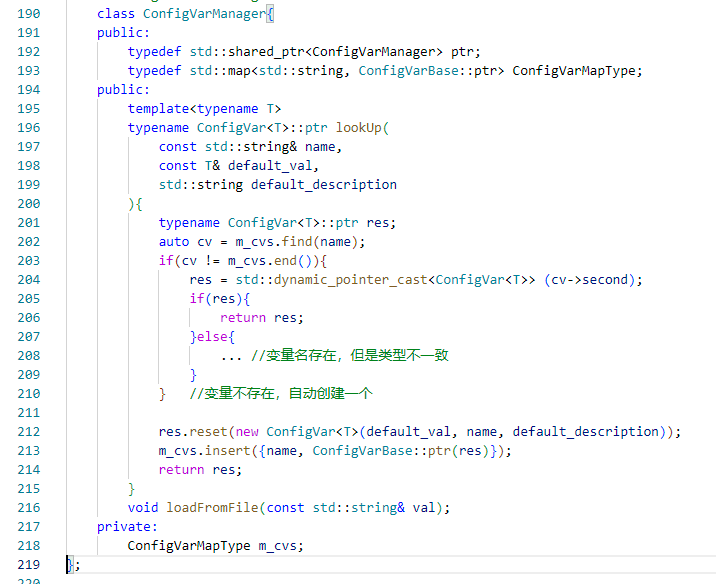 190 class ConfigVarManager{
191 public:
192 typedef std::shared_ptr<ConfigVarManager> ptr;
193 typedef std::map<std::string, ConfigVarBase::ptr> ConfigVarMapType;
194 public:
195 template<typename T>
196 typename ConfigVar<T>::ptr lookUp(
197 const std::string& name,
198 const T& default_val,
199 std::string default_description
200 ){
201 typename ConfigVar<T>::ptr res;
202 auto cv = m_cvs.find(name);
203 if(cv != m_cvs.end()){
204 res = std::dynamic_pointer_cast<ConfigVar<T>> (cv->second);
205 if(res){
206 return res;
207 }else{
208 ... //变量名存在，但是类型不一致
209 }
210 } //变量不存在，自动创建一个
211
212 res.reset(new ConfigVar<T>(default_val, name, default_description));
213 m_cvs.insert({name, ConfigVarBase::ptr(res)});
214 return res;
215 }
216 void loadFromFile(const std::string& val);
217 private:
218 ConfigVarMapType m_cvs;
219 };